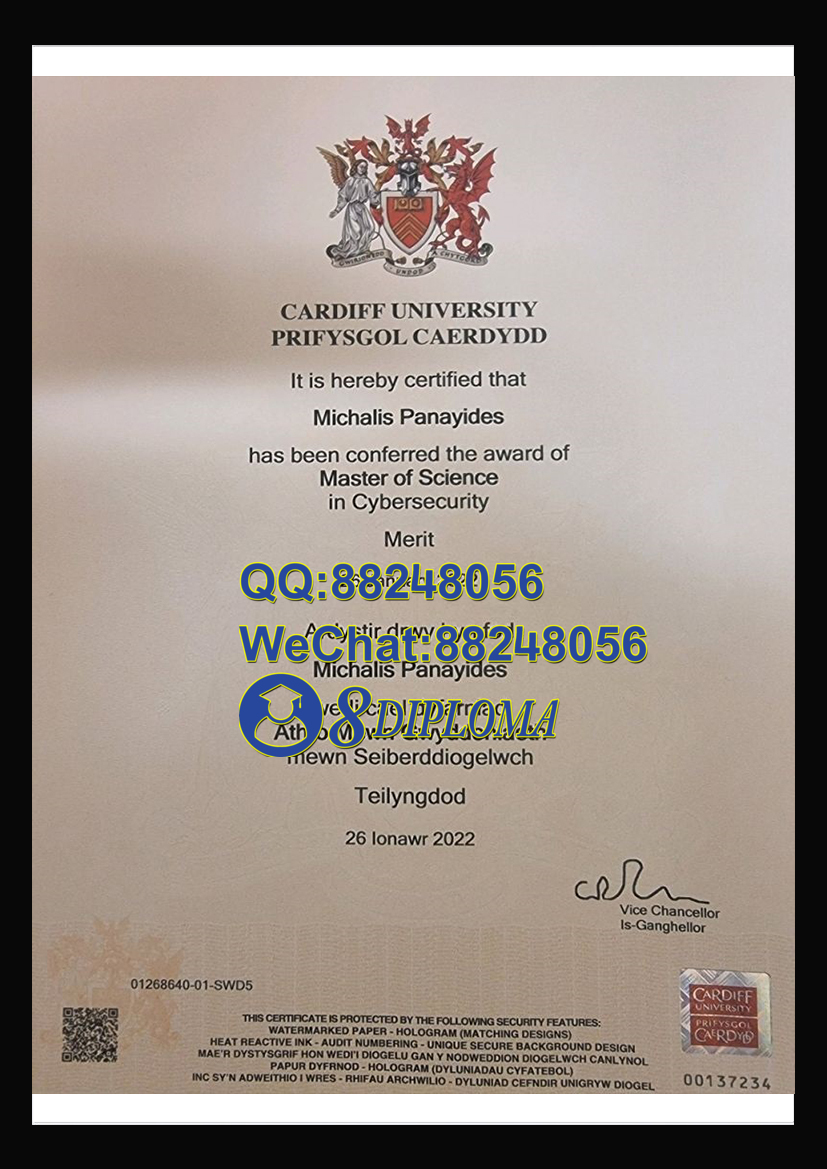 GWIRIONEDD UNDOD A CHYTGORD
CARDIFF UNIVERSITY
PRIFYSGOL CAERDYDD
It is hereby certified that
Michalis Panayides
has been conferred the award of
Master of Science
in Cybersecurity
Merit
QQ:88248056
WeChat:88248056
Michalis Panayides
8DIPLOMA
mewn Seiberddiogelwch
Teilyngdod
26 Ionawr 2022
Vice Chancellor
Is-Ganghellor
01268640-01-SWD5
CARDIFF
UNIVERSITY
PRIFYSGOL
CAERDYDD
THIS CERTIFICATE IS PROTECTED BY THE FOLLOWING SECURITY FEATURES:
WATERMARKED PAPER - HOLOGRAM (MATCHING DESIGNS)
HEAT REACTIVE INK - AUDIT NUMBERING - UNIQUE SECURE BACKGROUND DESIGN
MAE'R DYSTYSGRIF HON WEDI'I DIOGELU GAN Y NODWEDDION DIOGELWCH CANLYNOL
PAPUR DYFRNOD - HOLOGRAM (DYLUNIADAU CYFATEBOL)
INC SY'N ADWEITHIO I WRES - RHIFAU ARCHWILIO - DYLUNIAD CEFNDIR UNIGRYW DIOGEL
00137234